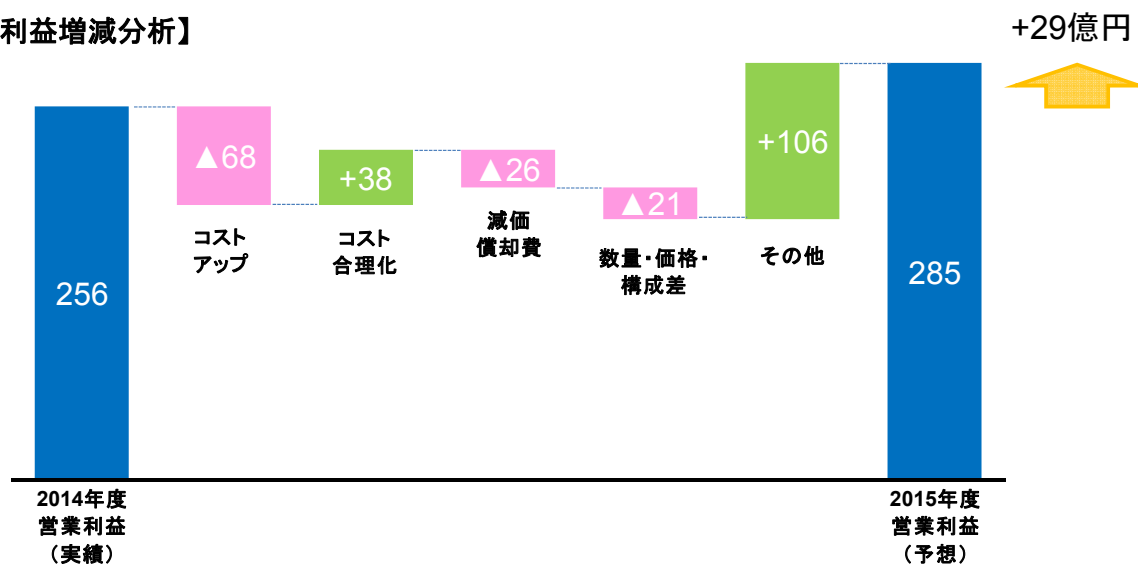 利益増減分析】
+29億円
▲68
+38
▲26
▲21
+106
256
285
コスト
アップ
コスト
合理化
減価
償却費
数量・価格・
構成差
その他
2014年度
営業利益
（実績）
2015年度
営業利益
（予想）